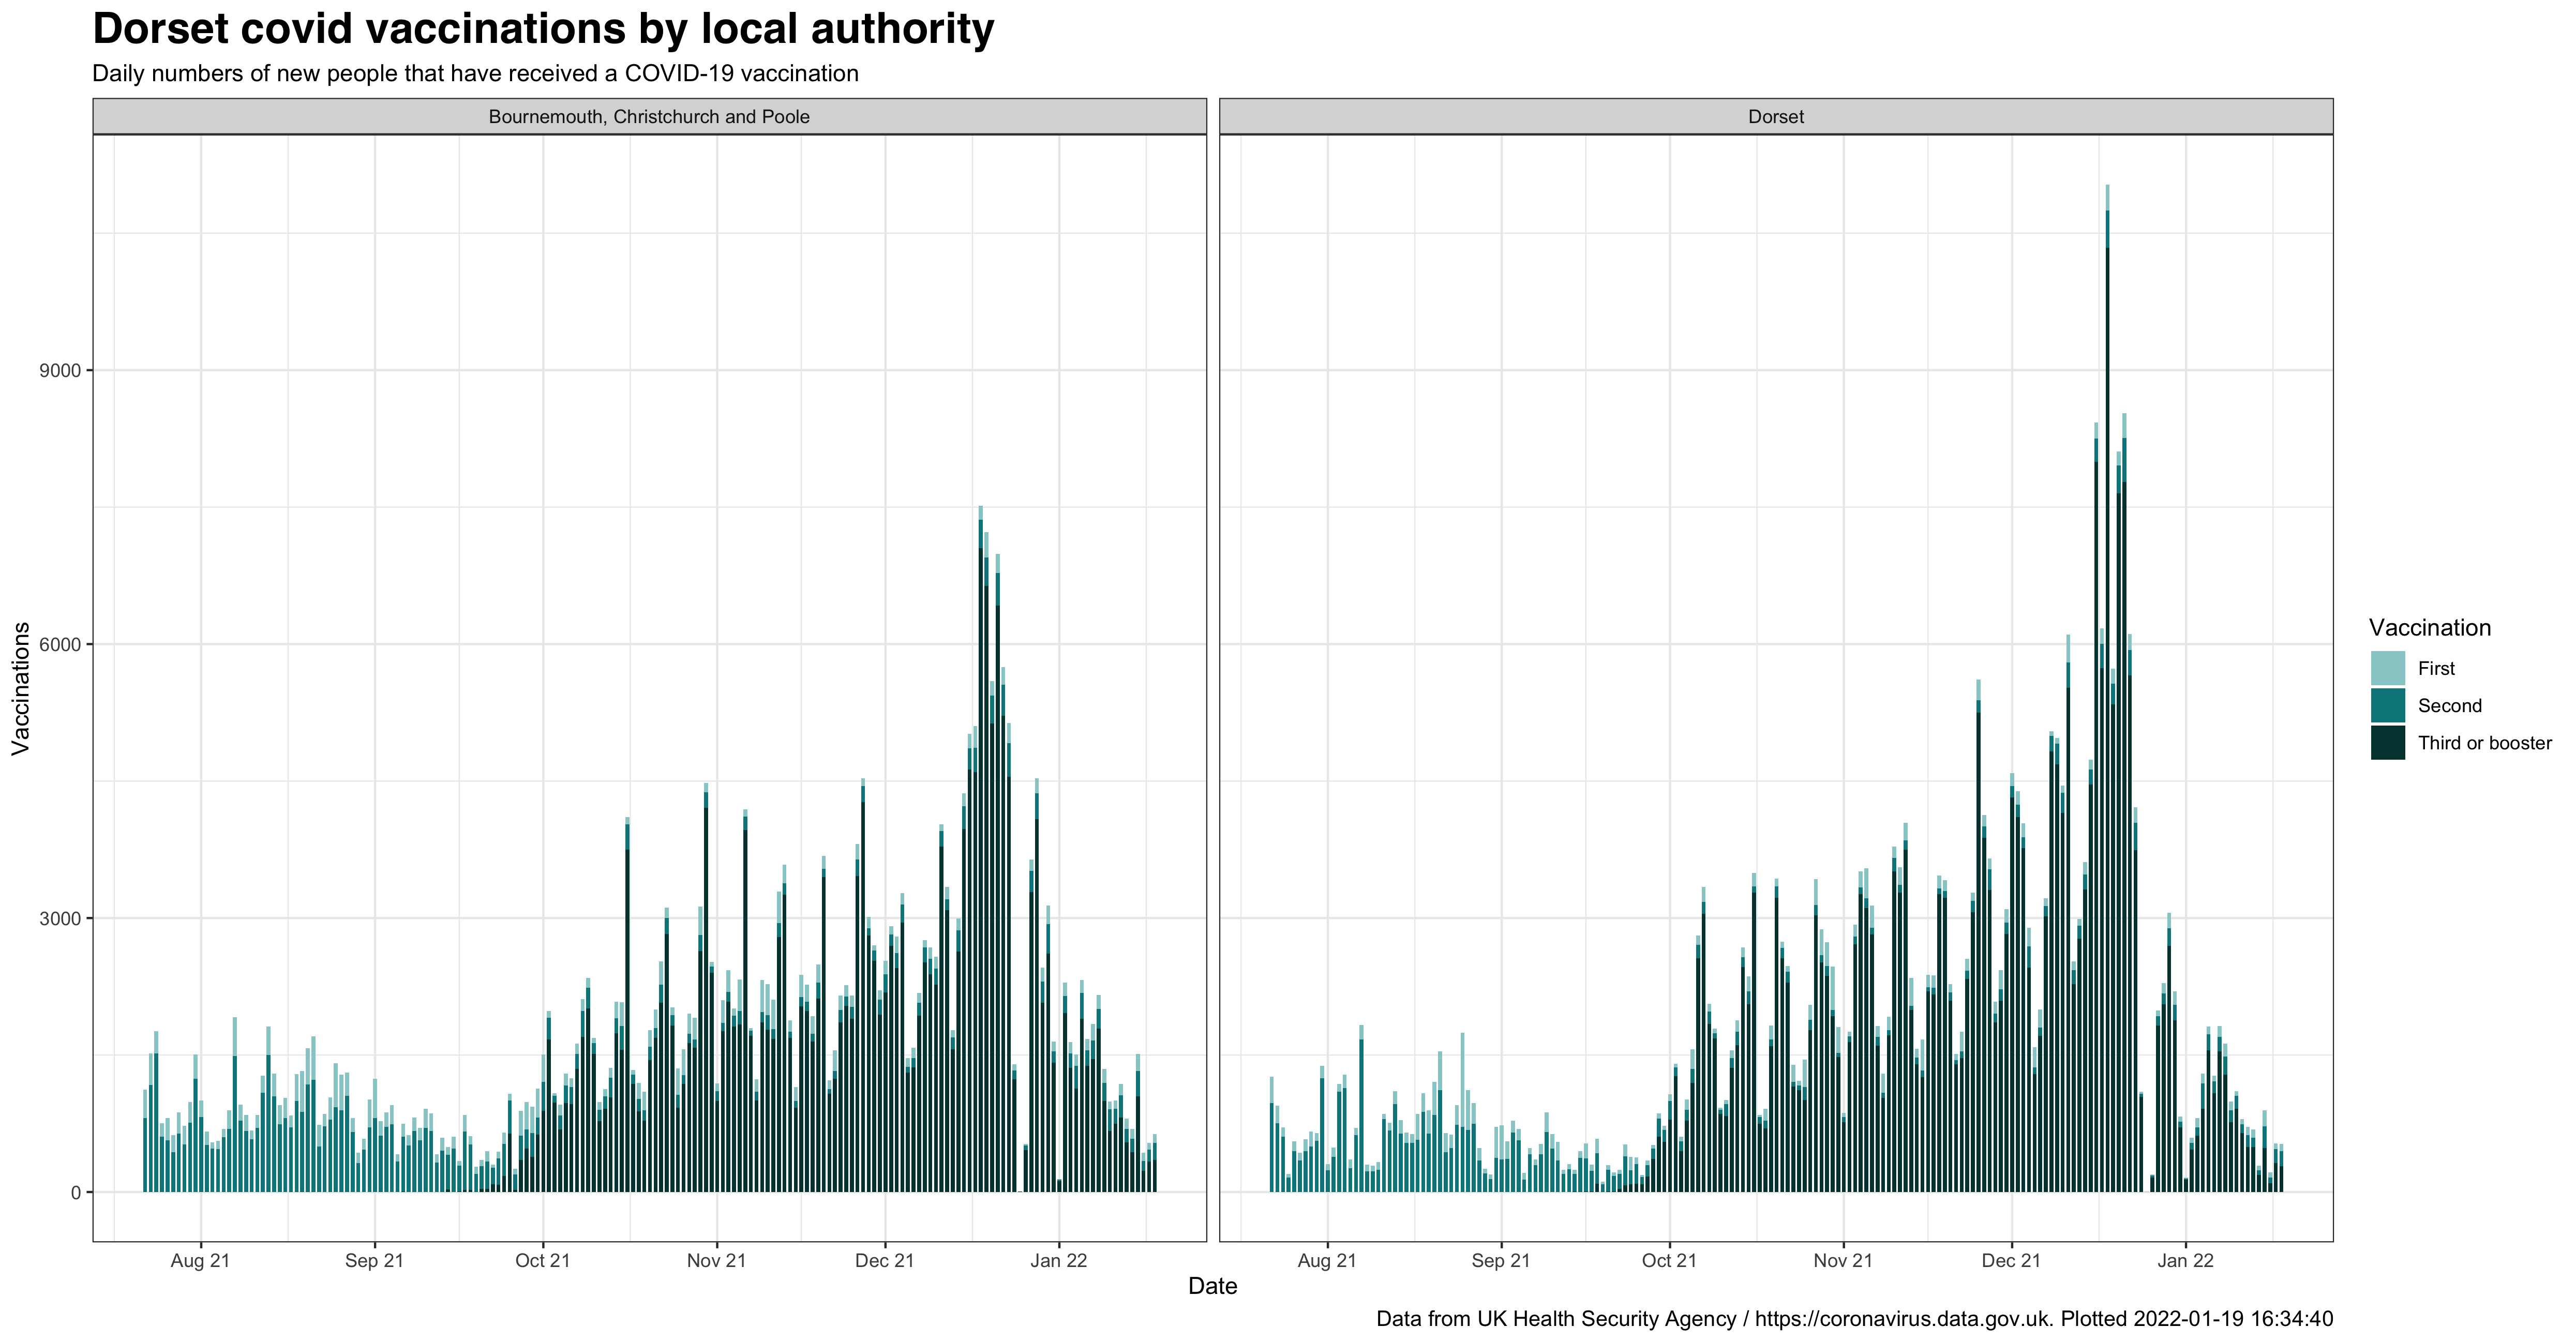 Dorset covid vaccinations by local authority
Daily numbers of new people that have received a COVID-19 vaccination
Bournemouth, Christchurch and Poole
Dorset
Vaccinations
9000
6000
3000
0
Aug 21
Sep 21
Oct 21
Nov 21
Dec 21
Jan 22
Aug 21
Sep 21
Oct 21
Nov 21
Dec 21
Jan 22
Date
Vaccination
First
Second
Third or booster
Data from UK Health Security Agency / https://coronavirus.data.gov.uk. Plotted 2022-01-19 16:34:40